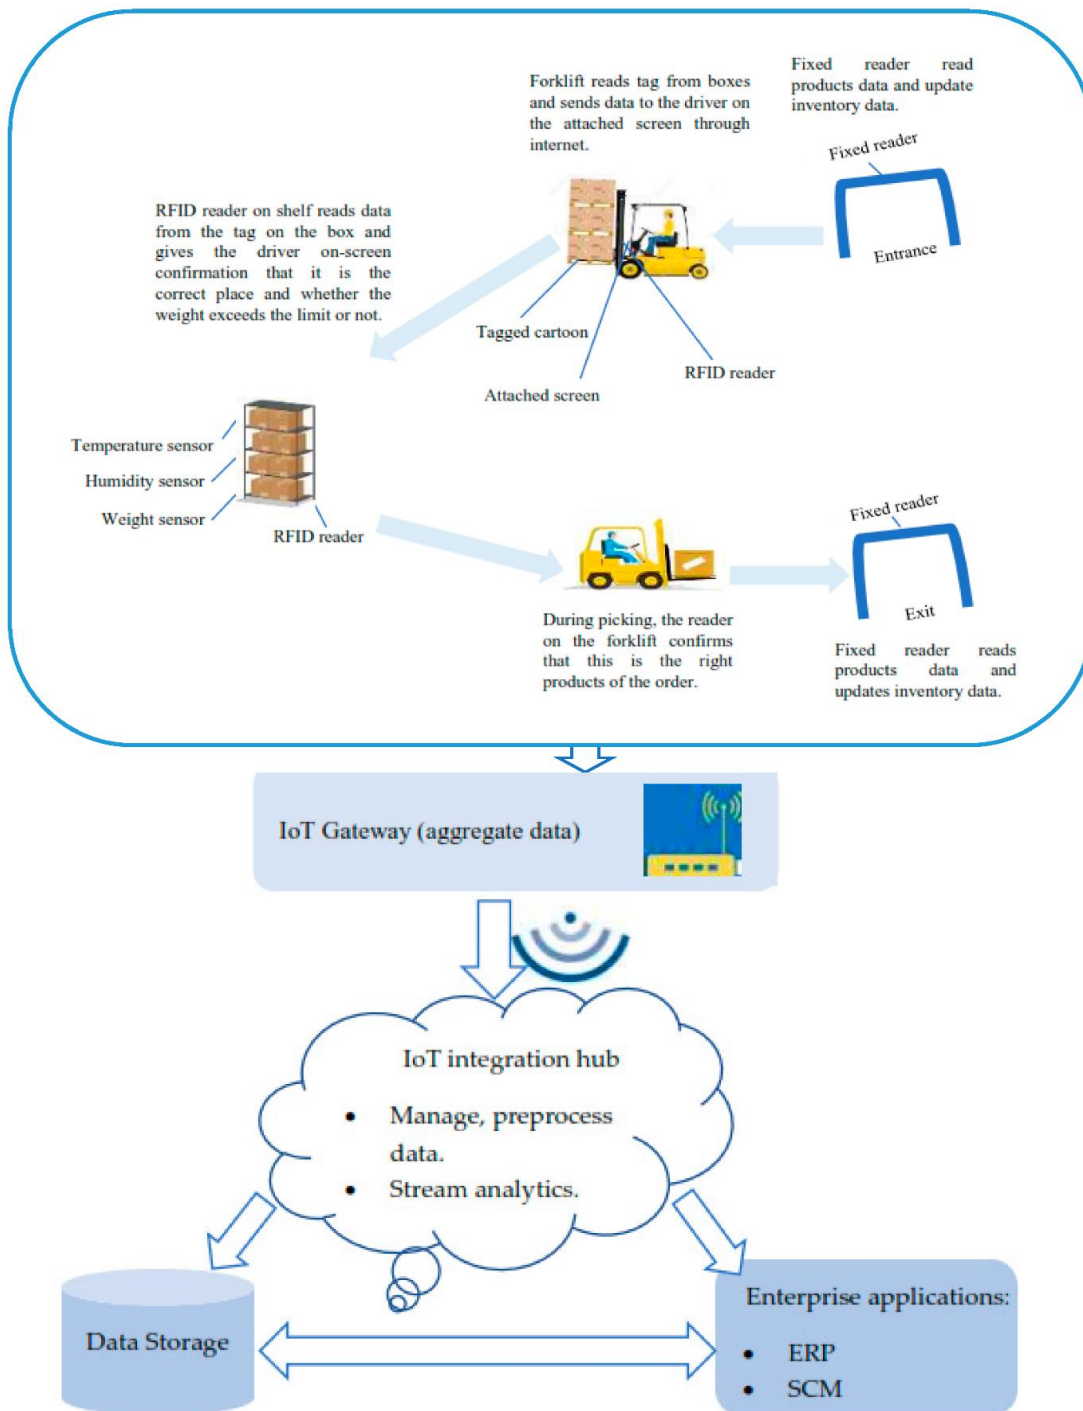 Fixed reader read
products data and update
inventory data.
Forklift reads tag from boxes
and sends data to the driver on
the attached screen through
internet.
Fixed reader
Entrance
RFID reader on shelf reads data
from the tag on the box and
gives the driver on-screen
confirmation that it is the
correct place and whether the
weight exceeds the limit or not.
Tagged cartoon
RFID reader
Attached screen
Temperature sensor
Humidity sensor
Weight sensor
RFID reader
Fixed reader
Exit
During picking, the reader
on the forklift confirms
that this is the right
products of the order.
Fixed reader reads
products data and
updates inventory data.
IoT Gateway (aggregate data)
IoT integration hub
• Manage, preprocess
data.
• Stream analytics.
Data Storage
Enterprise applications:
• ERP
• SCM